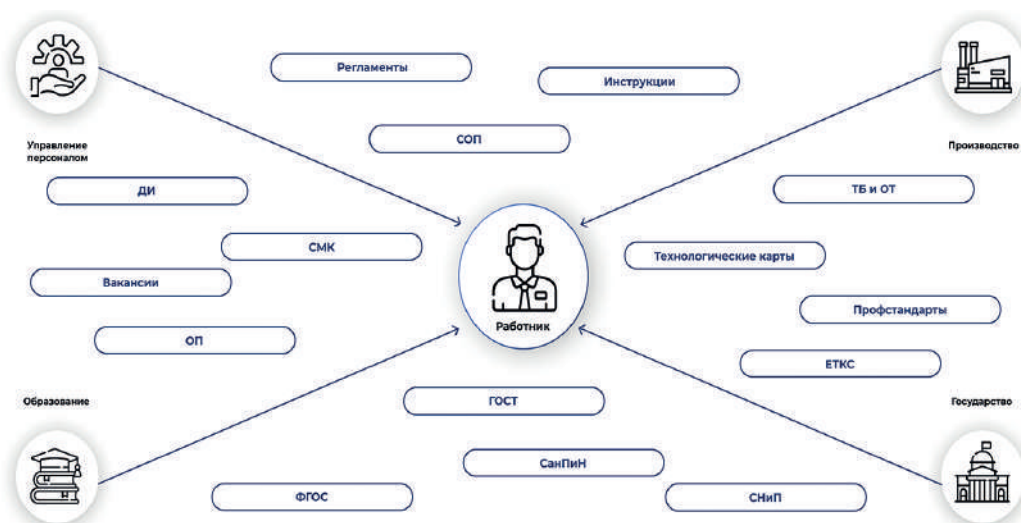 Регламенты
Инструкции
СОП
Управление
персоналом
Производство
ДИ
ТБ и ОТ
СМК
Технологические карты
Вакансии
Профстандарты
Работник
ОП
ЕТКС
Образование
ГОСТ
Государство
СанПиН
ФГОС
СНиП